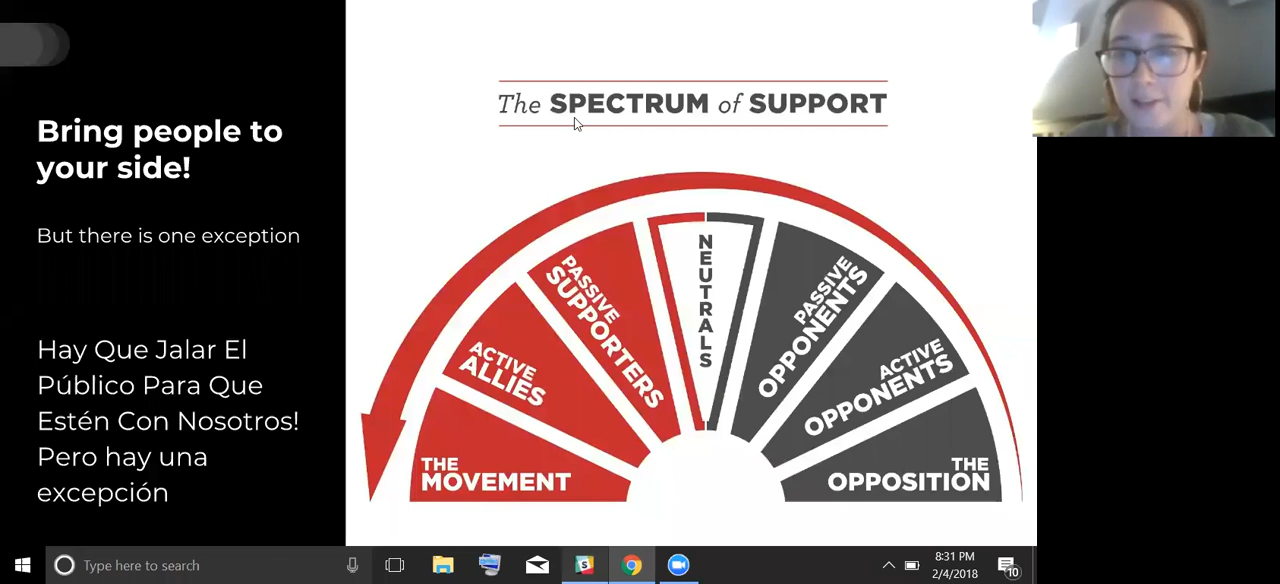 Bring people to
your side!
But there is one exception
Hay Que Jalar El
Público Para Que
Estén Con Nosotros!
Pero hay una
excepción
The SPECTRUM of SUPPORT
THE
MOVEMENT
ACTIVE
ALLIES
PASSIVE
SUPPORTERS
NEUTRALS
PASSIVE
OPPONENTS
ACTIVE
OPPONENTS
THE
OPPOSITION
Type here to search
S
8:31 PM
2/4/2018
10